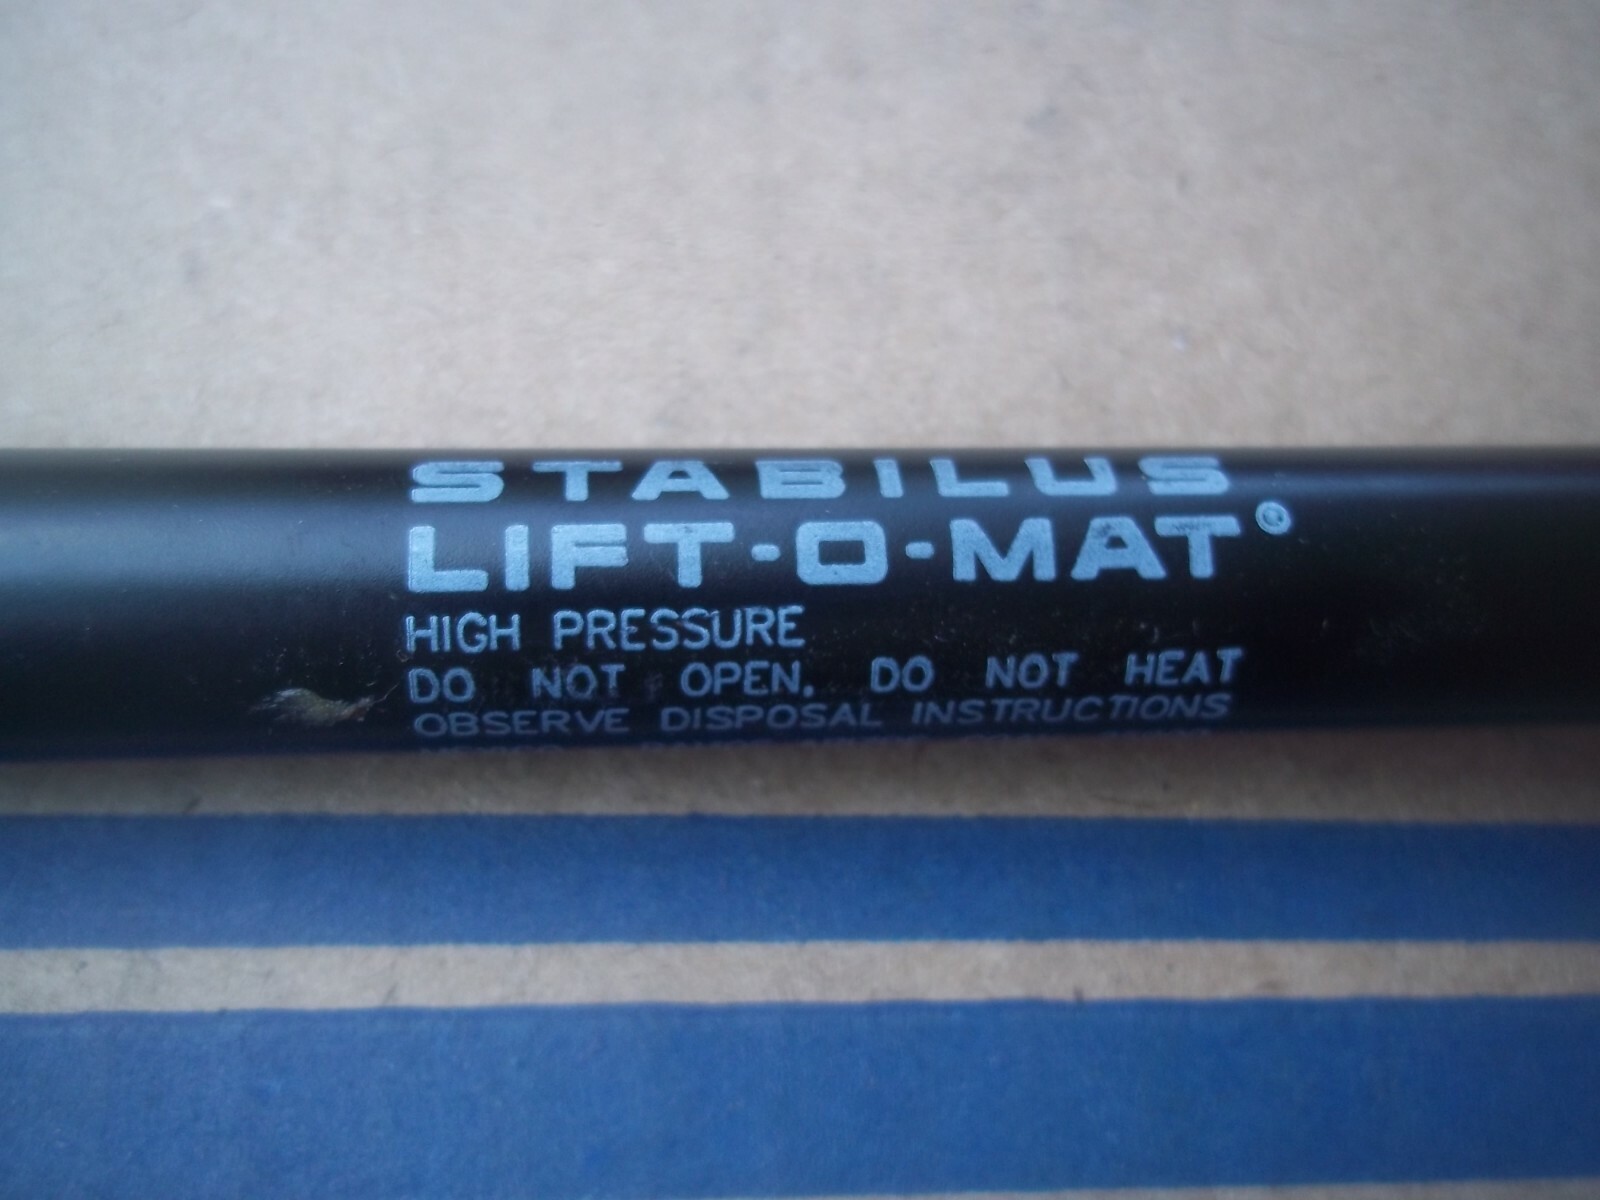 STABILUS
LIFT-O-MAT®
HIGH PRESSURE
DO NOT OPEN. DO NOT HEAT
OBSERVE DISPOSAL INSTRUCTIONS